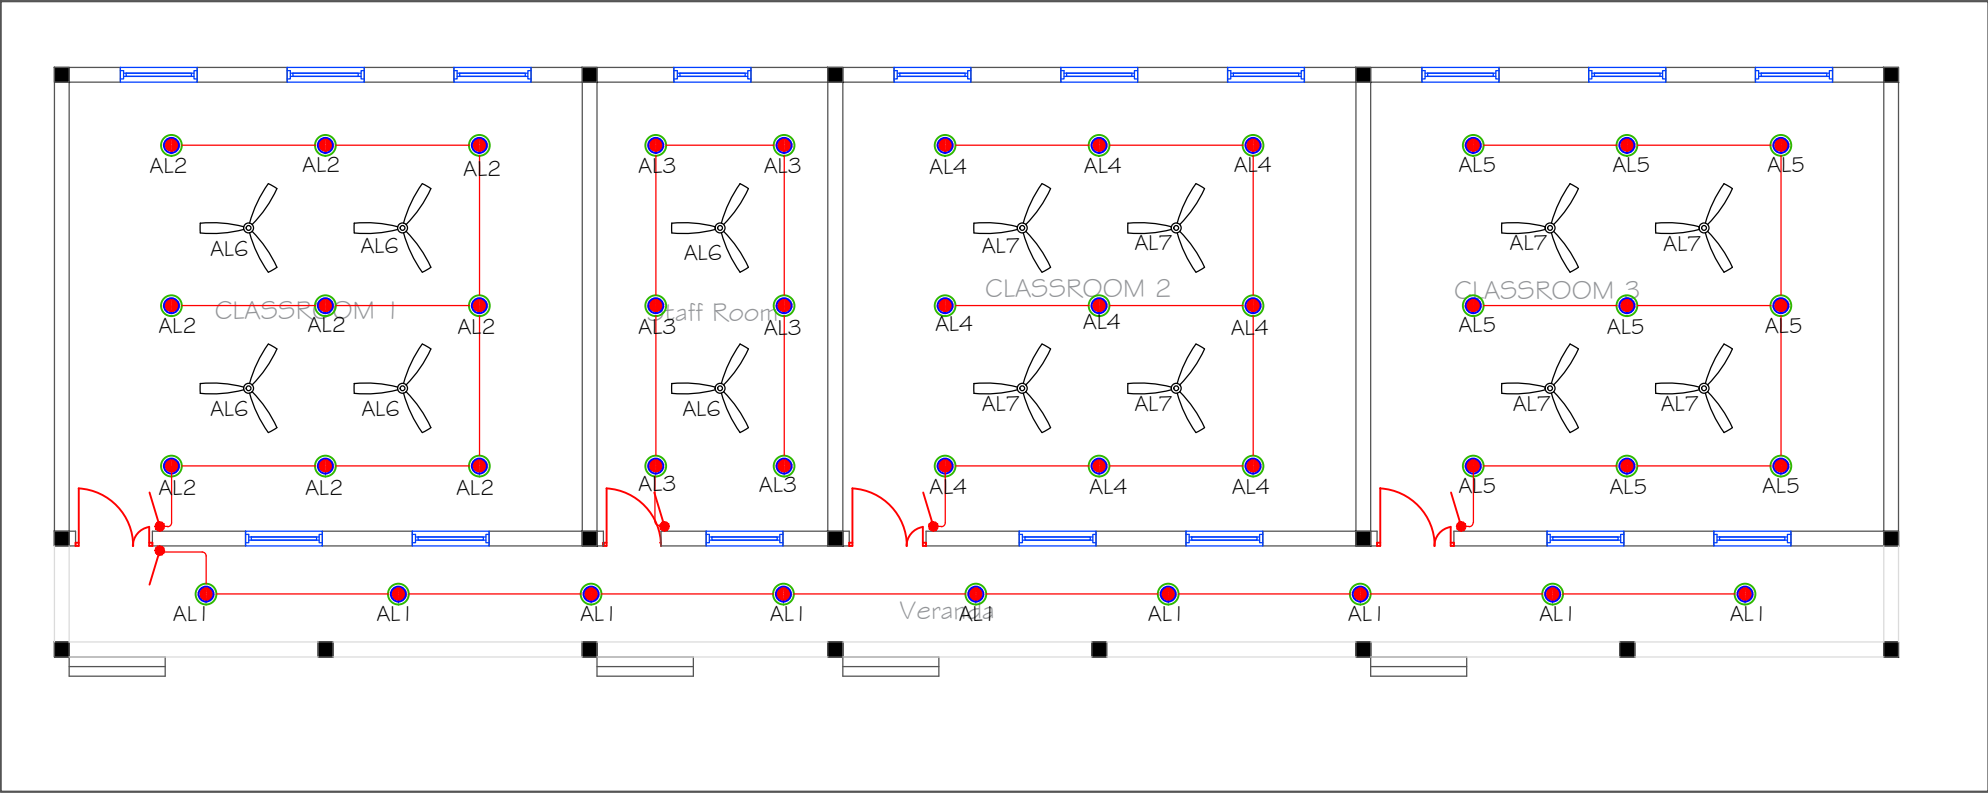 AL2 AL2 AL2 AL3 AL3 AL4 AL4 AL4 AL5 AL5 AL5
AL6 AL6 AL6 AL7 AL7 AL7 AL7
CLASSROOM 1 Staff Room CLASSROOM 2 CLASSROOM 3
AL2 AL2 AL2 AL3 AL3 AL4 AL4 AL4 AL5 AL5 AL5
AL6 AL6 AL6 AL7 AL7 AL7 AL7
AL2 AL2 AL2 AL3 AL3 AL4 AL4 AL4 AL5 AL5 AL5
Veranda
AL1 AL1 AL1 AL1 AL1 AL1 AL1 AL1 AL1